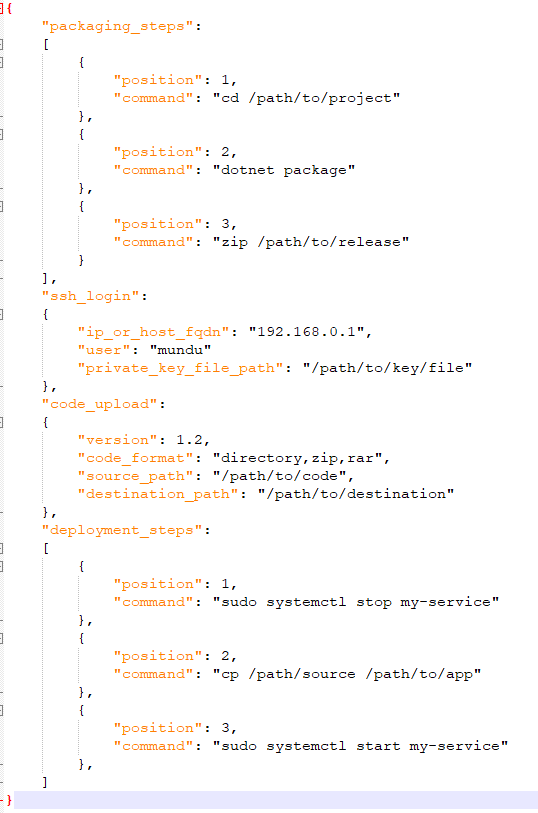 {
    "packaging_steps":
    [
        {
            "position": 1,
            "command": "cd /path/to/project"
        },
        {
            "position": 2,
            "command": "dotnet package"
        },
        {
            "position": 3,
            "command": "zip /path/to/release"
        }
    ],
    "ssh_login":
    {
        "ip_or_host_fqdn": "192.168.0.1",
        "user": "mundu"
        "private_key_file_path": "/path/to/key/file"
    },
    "code_upload":
    {
        "version": 1.2,
        "code_format": "directory,zip,rar",
        "source_path": "/path/to/code",
        "destination_path": "/path/to/destination"
    },
    "deployment_steps":
    [
        {
            "position": 1,
            "command": "sudo systemctl stop my-service"
        },
        {
            "position": 2,
            "command": "cp /path/source /path/to/app"
        },
        {
            "position": 3,
            "command": "sudo systemctl start my-service"
        },
    ]
}